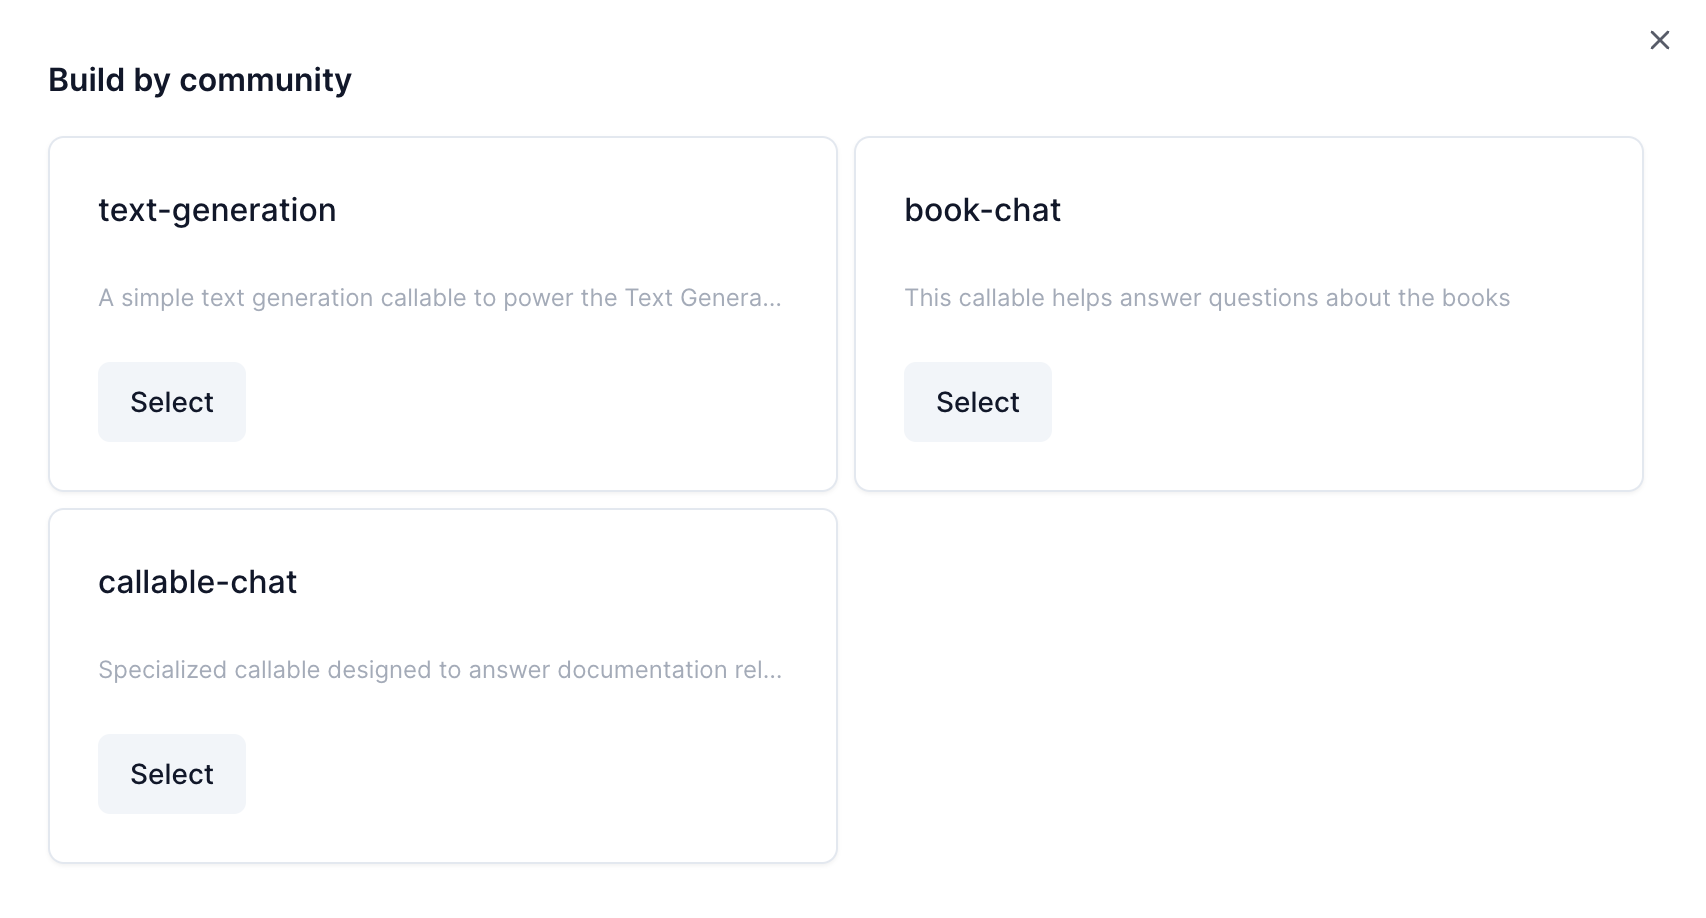 Build by community
text-generation
A simple text generation callable to power the Text Genera...
Select
book-chat
This callable helps answer questions about the books
Select
callable-chat
Specialized callable designed to answer documentation rel...
Select